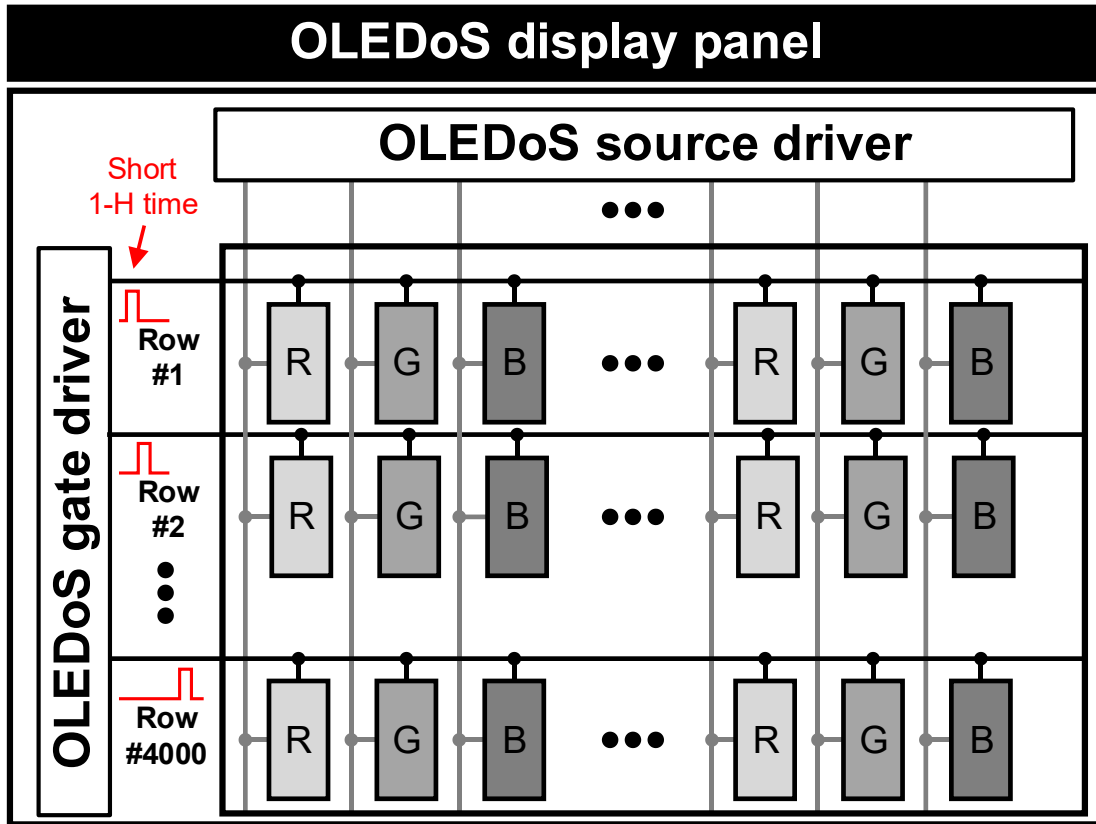 OLEDoS display panel
OLEDoS source driver
Short
1-H time
OLEDoS gate driver
Row
#1
R G B R G B
Row
#2
R G B R G B
Row
#4000
R G B R G B